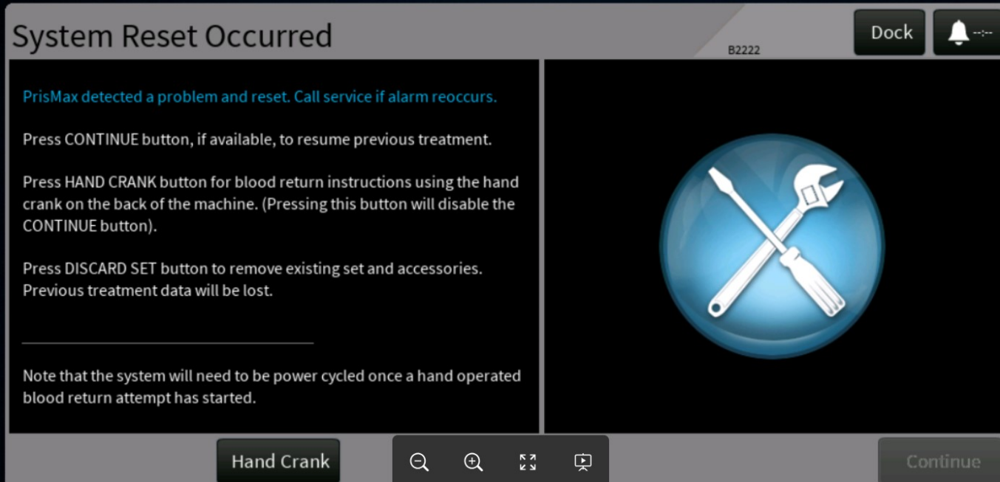 System Reset Occurred
B2222
Dock
--:--
PrisMax detected a problem and reset. Call service if alarm reoccurs.
Press CONTINUE button, if available, to resume previous treatment.
Press HAND CRANK button for blood return instructions using the hand
crank on the back of the machine. (Pressing this button will disable the
CONTINUE button).
Press DISCARD SET button to remove existing set and accessories.
Previous treatment data will be lost.
Note that the system will need to be power cycled once a hand operated
blood return attempt has started.
Hand Crank
Continue